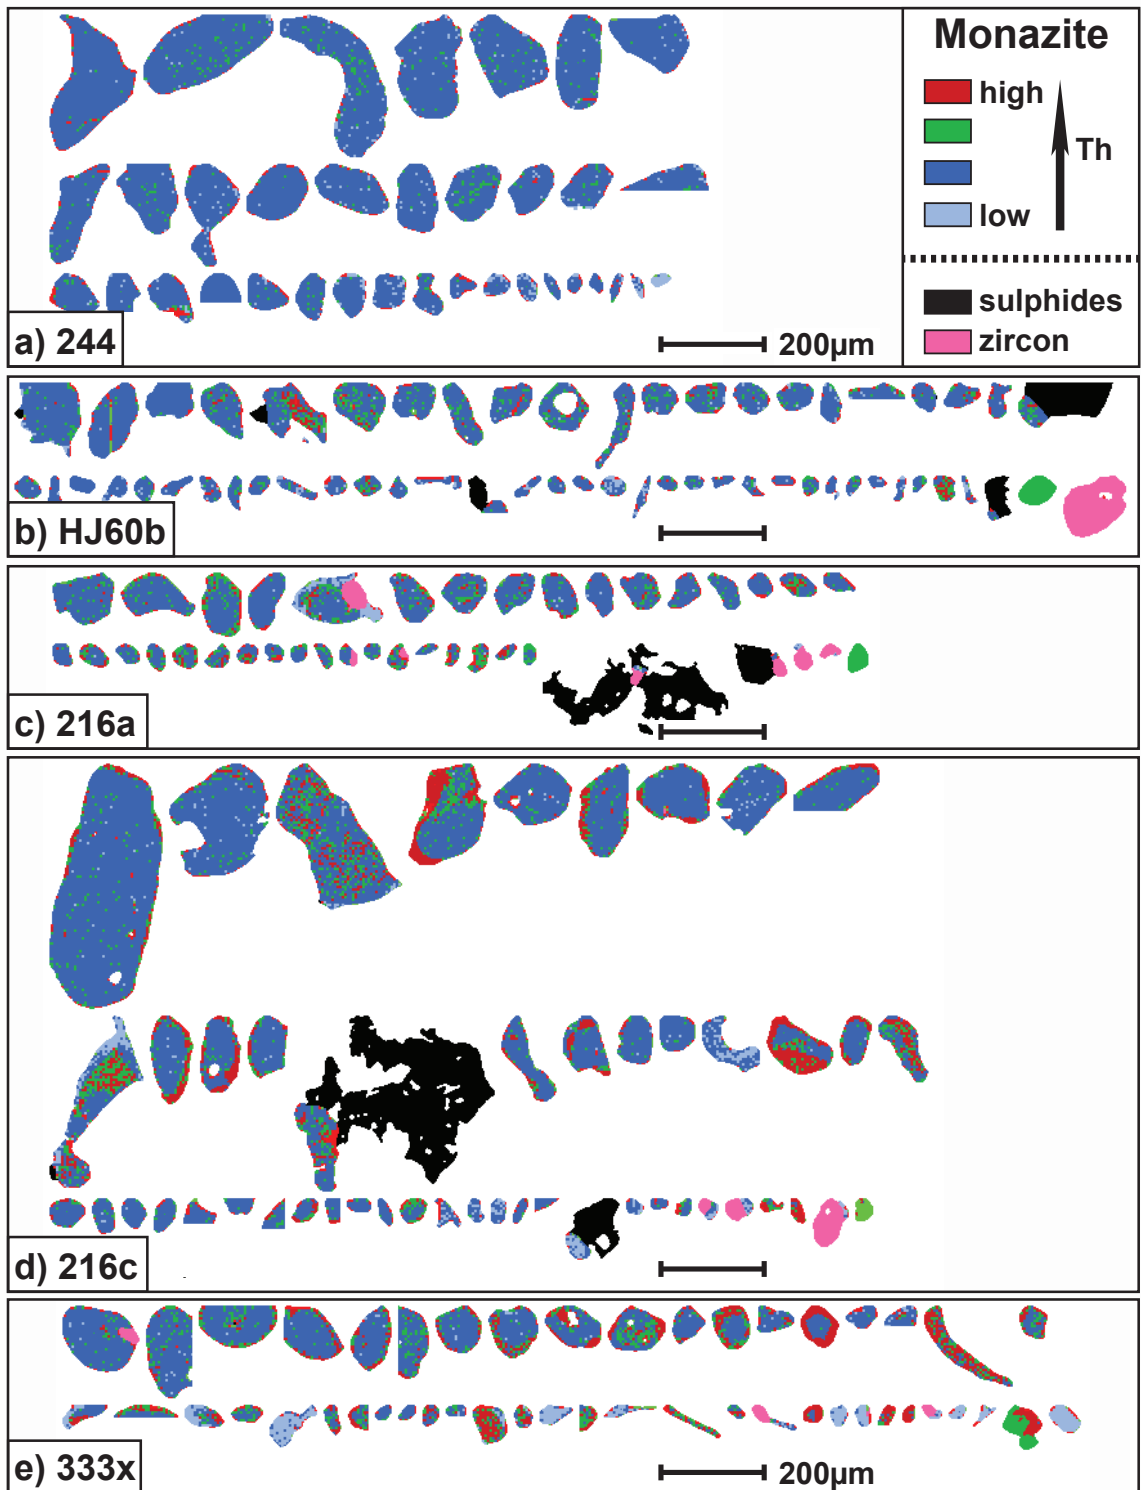 Monazite
high
Th
low
sulphides
zircon
a) 244
200µm
b) HJ60b
c) 216a
d) 216c
e) 333x
200µm